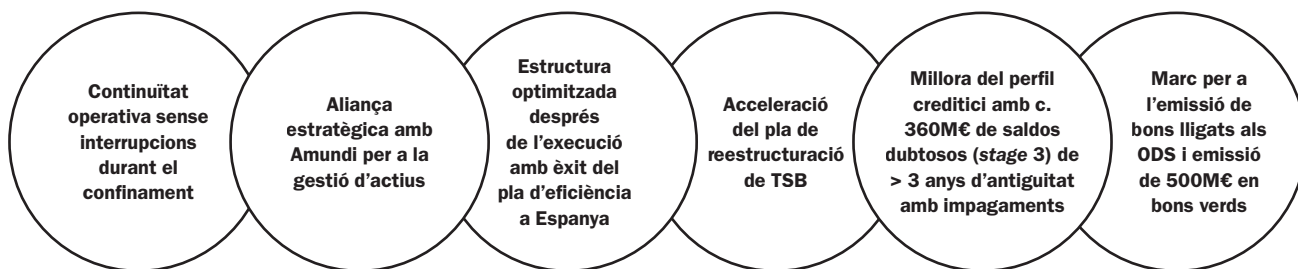 Continuïtat
operativa sense
interrupcions
durant el
confinament
Aliança
estratègica amb
Amundi per a la
gestió d’actius
Estructura
optimitzada
després
de l’execució
amb èxit del
pla d’eficiència
a Espanya
Acceleració
del pla de
reestructuració
de TSB
Millora del perfil
creditici amb c.
360M€ de saldos
dubtosos (stage 3) de
> 3 anys d’antiguitat
amb impagaments
Marc per a
l’emissió de
bons lligats als
ODS i emissió
de 500M€ en
bons verds